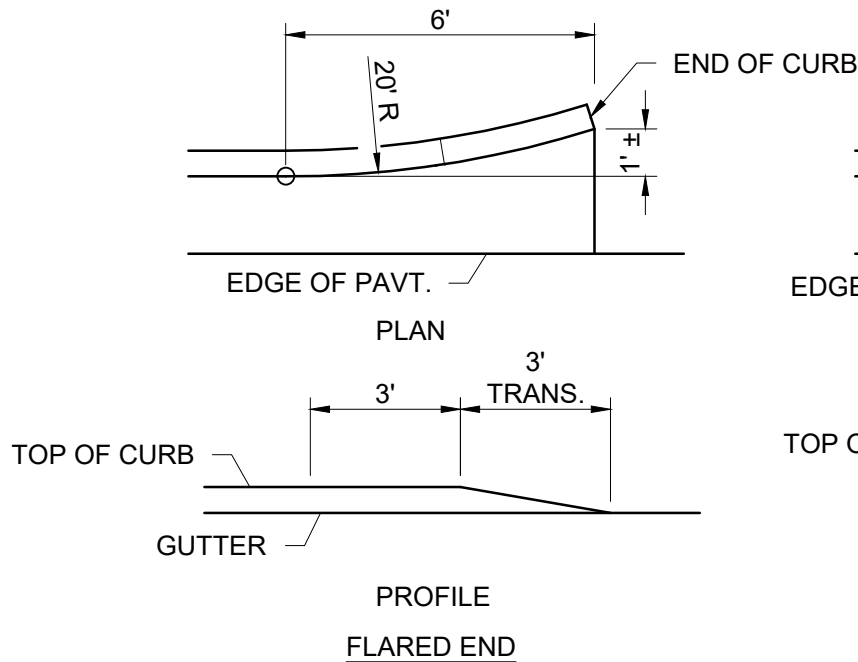 6'
END OF CURB
20' R
1' ±
EDGE OF PAVT.
EDGE
PLAN
3'
3'
TRANS.
TOP OF CURB
TOP O
GUTTER
PROFILE
FLARED END